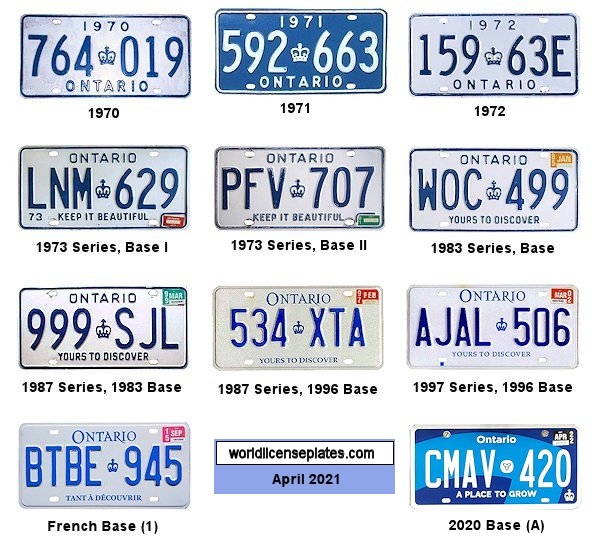 1970
764 019
ONTARIO
1970
1971
592 663
ONTARIO
1971
1972
159 63E
ONTARIO
1972
ONTARIO
LNM 629
73 KEEP IT BEAUTIFUL
1973 Series, Base I
ONTARIO
PFV 707
KEEP IT BEAUTIFUL
1973 Series, Base II
ONTARIO JAN
WOC 499
YOURS TO DISCOVER
1983 Series, Base
ONTARIO MAR
999 SJL
YOURS TO DISCOVER
1987 Series, 1983 Base
ONTARIO FEB
534 XTA
YOURS TO DISCOVER
1987 Series, 1996 Base
ONTARIO MAR
AJAL 506
YOURS TO DISCOVER
1997 Series, 1996 Base
ONTARIO SEP
BTBE 945
TANT À DÉCOUVRIR
French Base (1)
worldlicenseplates.com
April 2021
Ontario APR
CMAV 420
A PLACE TO GROW
2020 Base (A)